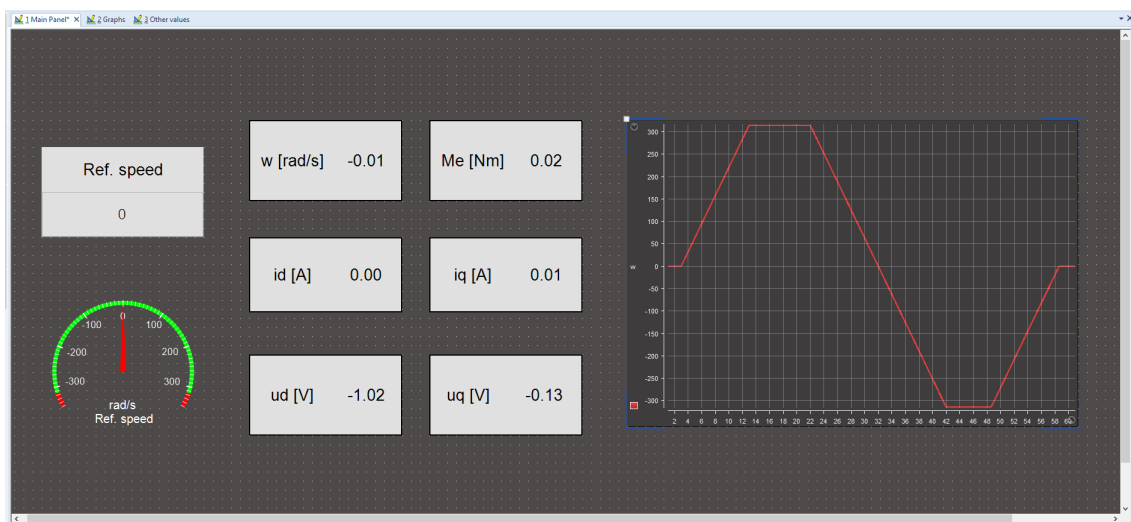 1 Main Panel* 2 Graphs 3 Other values
Ref. speed
0
w [rad/s] -0.01
Me [Nm] 0.02
id [A] 0.00
iq [A] 0.01
ud [V] -1.02
uq [V] -0.13
0
-100 100
-200 200
-300 300
rad/s
Ref. speed
300
250
200
150
100
50
w 0
-50
-100
-150
-200
-250
-300
2 4 6 8 10 12 14 16 18 20 22 24 26 28 30 32 34 36 38 40 42 44 46 48 50 52 54 56 58 60